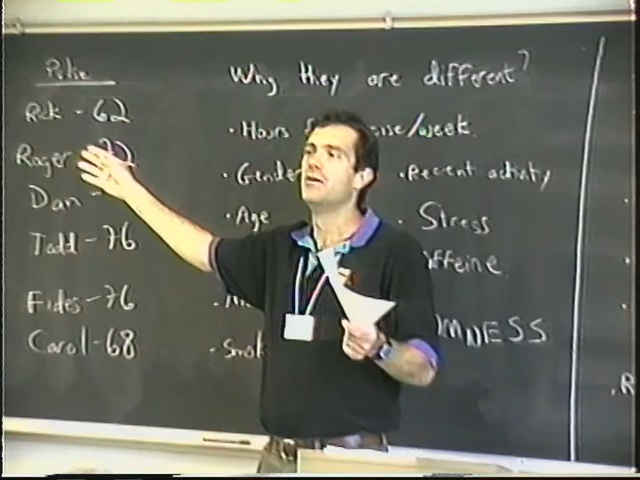 Pulse
Rick - 62
Roger
Dan -
Todd - 76
Fides - 76
Carol - 68
Why they are different?
• Hours
/week
• Gender
• Age
• Smok
• Recent activity
• Stress
ffeine
MNESS
. R